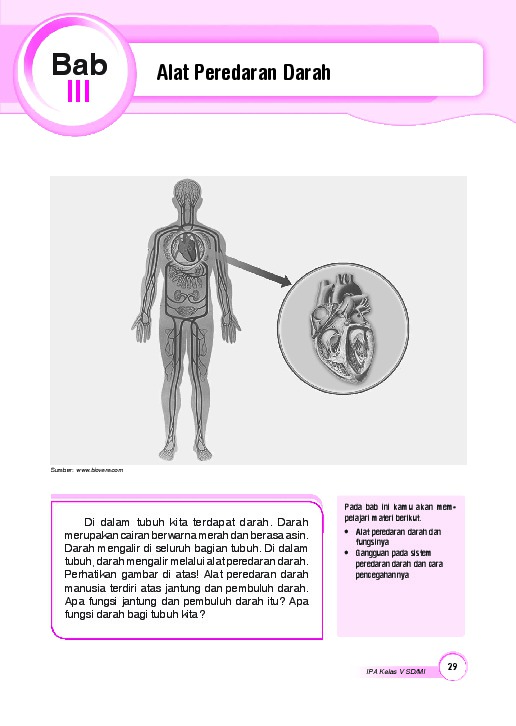 Bab
III
Alat Peredaran Darah
Sumber: www.biovere.com
Di dalam tubuh kita terdapat darah. Darah
merupakan cairan berwarna merah dan berasa asin.
Darah mengalir di seluruh bagian tubuh. Di dalam
tubuh, darah mengalir melalui alat peredaran darah.
Perhatikan gambar di atas! Alat peredaran darah
manusia terdiri atas jantung dan pembuluh darah.
Apa fungsi jantung dan pembuluh darah itu? Apa
fungsi darah bagi tubuh kita?
Pada bab ini kamu akan mem-
pelajari materi berikut.
• Alat peredaran darah dan
fungsinya
• Gangguan pada sistem
peredaran darah dan cara
pencegahannya
IPA Kelas V SD/MI
29